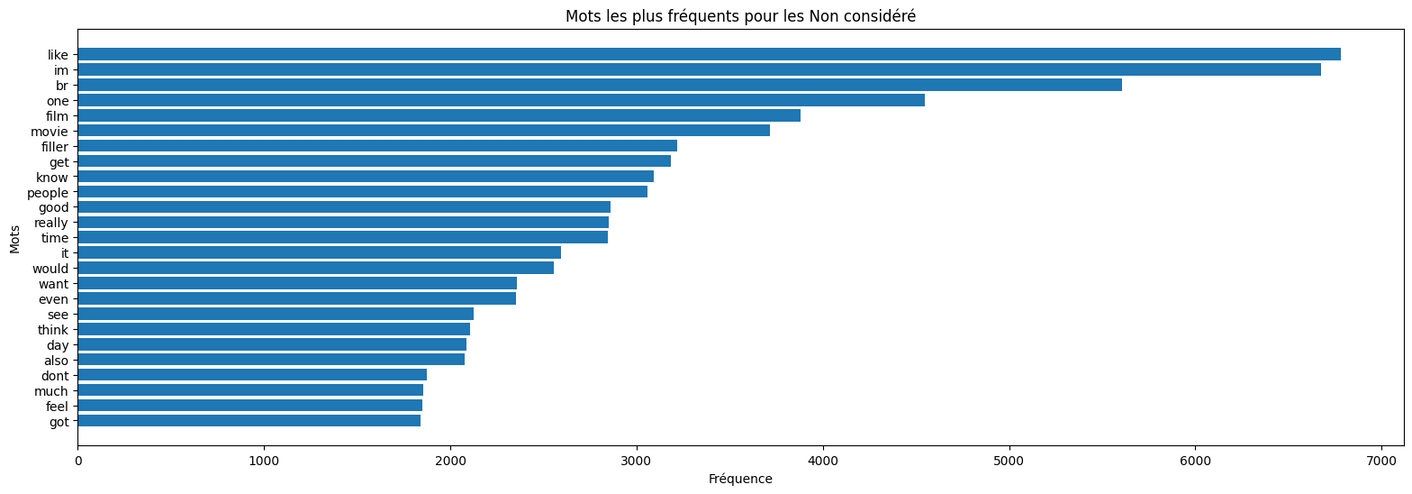 Mots les plus fréquents pour les Non considéré
Mots
like
im
br
one
film
movie
filler
get
know
people
good
really
time
it
would
want
even
see
think
day
also
dont
much
feel
got
0 1000 2000 3000 4000 5000 6000 7000
Fréquence